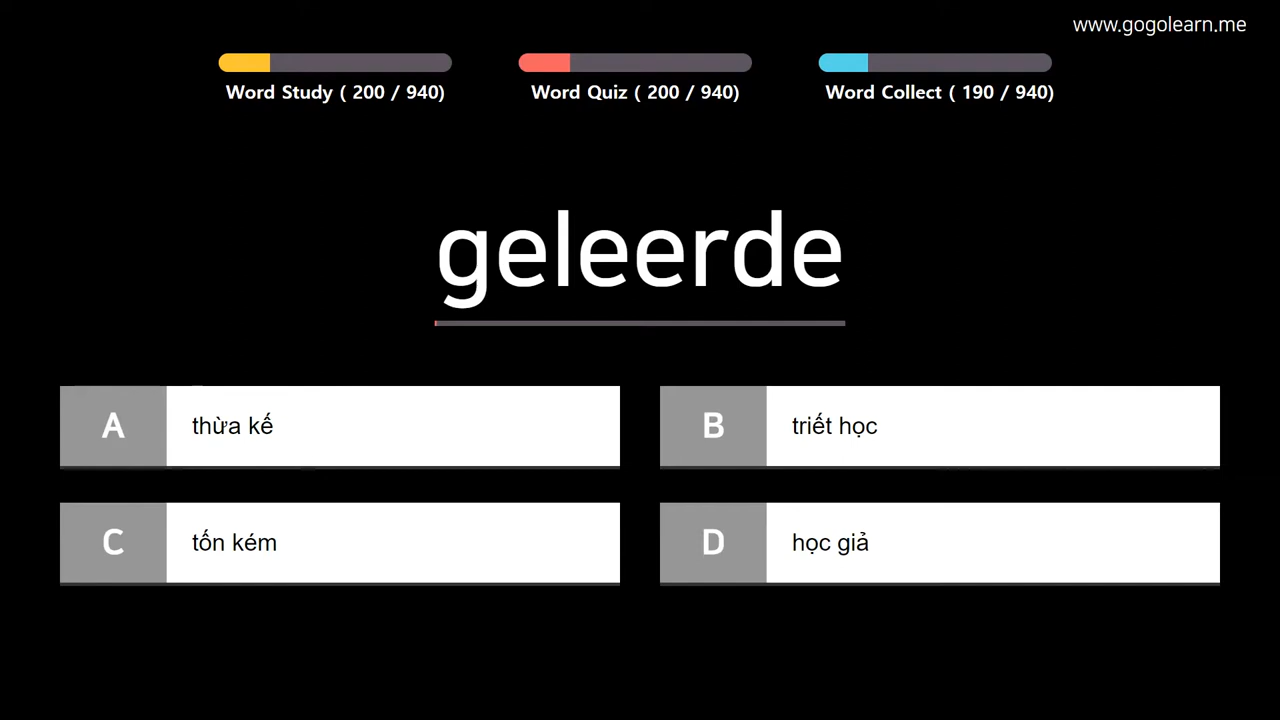 www.gogolearn.me
Word Study ( 200 / 940)
Word Quiz ( 200 / 940)
Word Collect ( 190 / 940)
geleerde
A thừa kế
B triết học
C tốn kém
D học giả